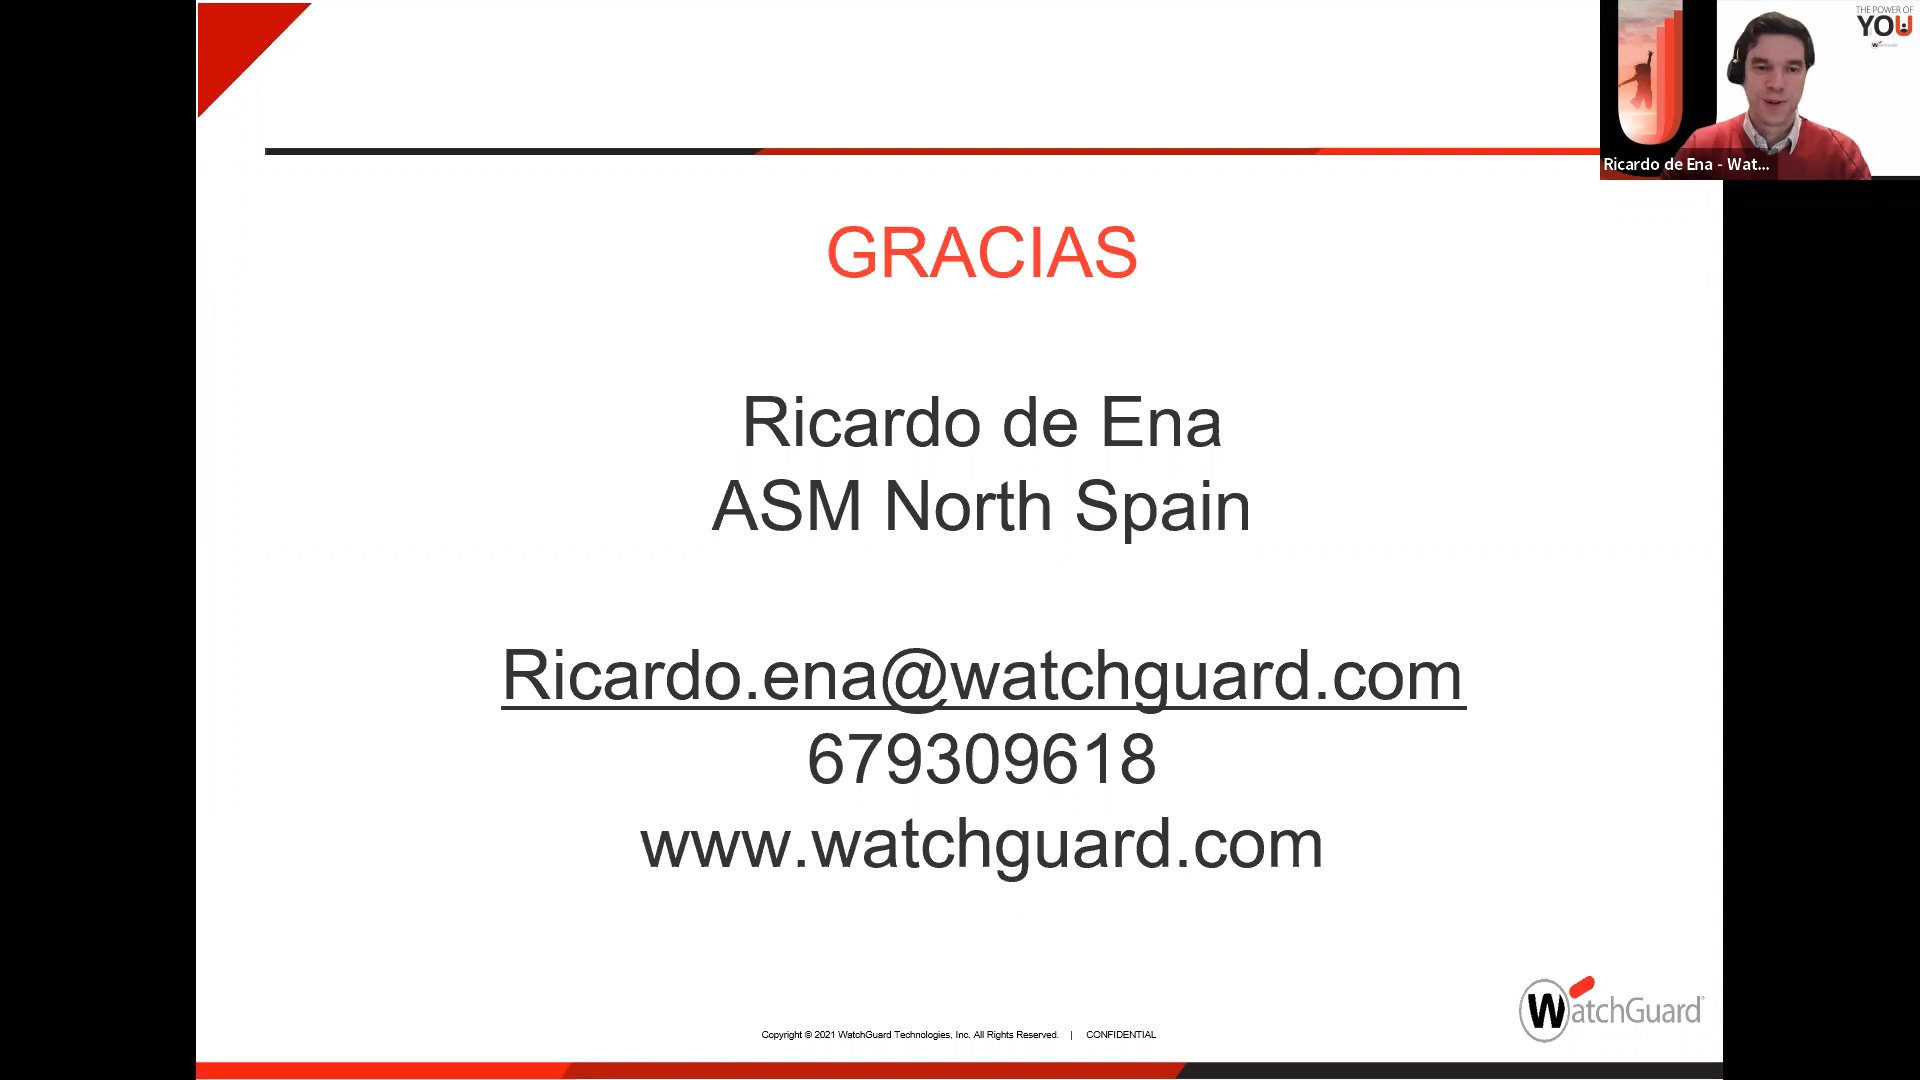 THE POWER OF
YOU
WatchGuard
Ricardo de Ena - Wat...
GRACIAS
Ricardo de Ena
ASM North Spain
Ricardo.ena@watchguard.com
679309618
www.watchguard.com
WatchGuard
Copyright © 2021 WatchGuard Technologies, Inc. All Rights Reserved. | CONFIDENTIAL